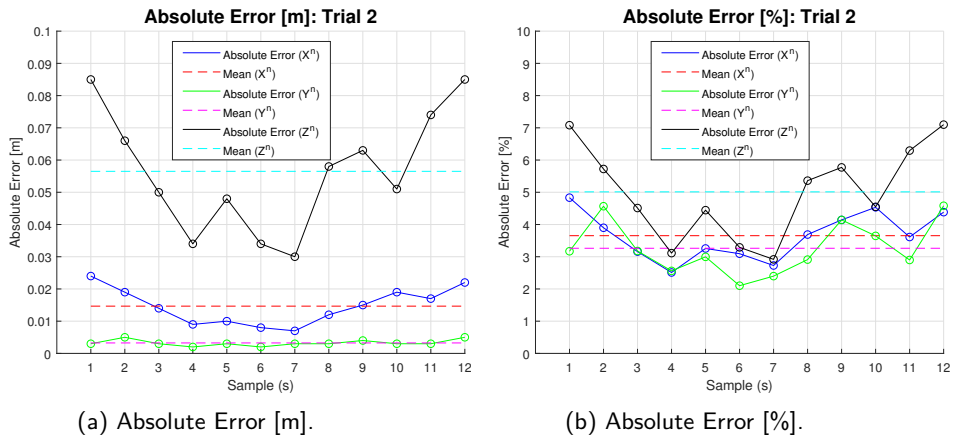 Absolute Error [m]: Trial 2
0.1
0.09
0.08
0.07
0.06
0.05
0.04
0.03
0.02
0.01
0
Absolute Error [m]
Absolute Error (Xⁿ)
Mean (Xⁿ)
Absolute Error (Yⁿ)
Mean (Yⁿ)
Absolute Error (Zⁿ)
Mean (Zⁿ)
1 2 3 4 5 6 7 8 9 10 11 12
Sample (s)
(a) Absolute Error [m].
Absolute Error [%]: Trial 2
10
9
8
7
6
5
4
3
2
1
0
Absolute Error [%]
Absolute Error (Xⁿ)
Mean (Xⁿ)
Absolute Error (Yⁿ)
Mean (Yⁿ)
Absolute Error (Zⁿ)
Mean (Zⁿ)
1 2 3 4 5 6 7 8 9 10 11 12
Sample (s)
(b) Absolute Error [%].